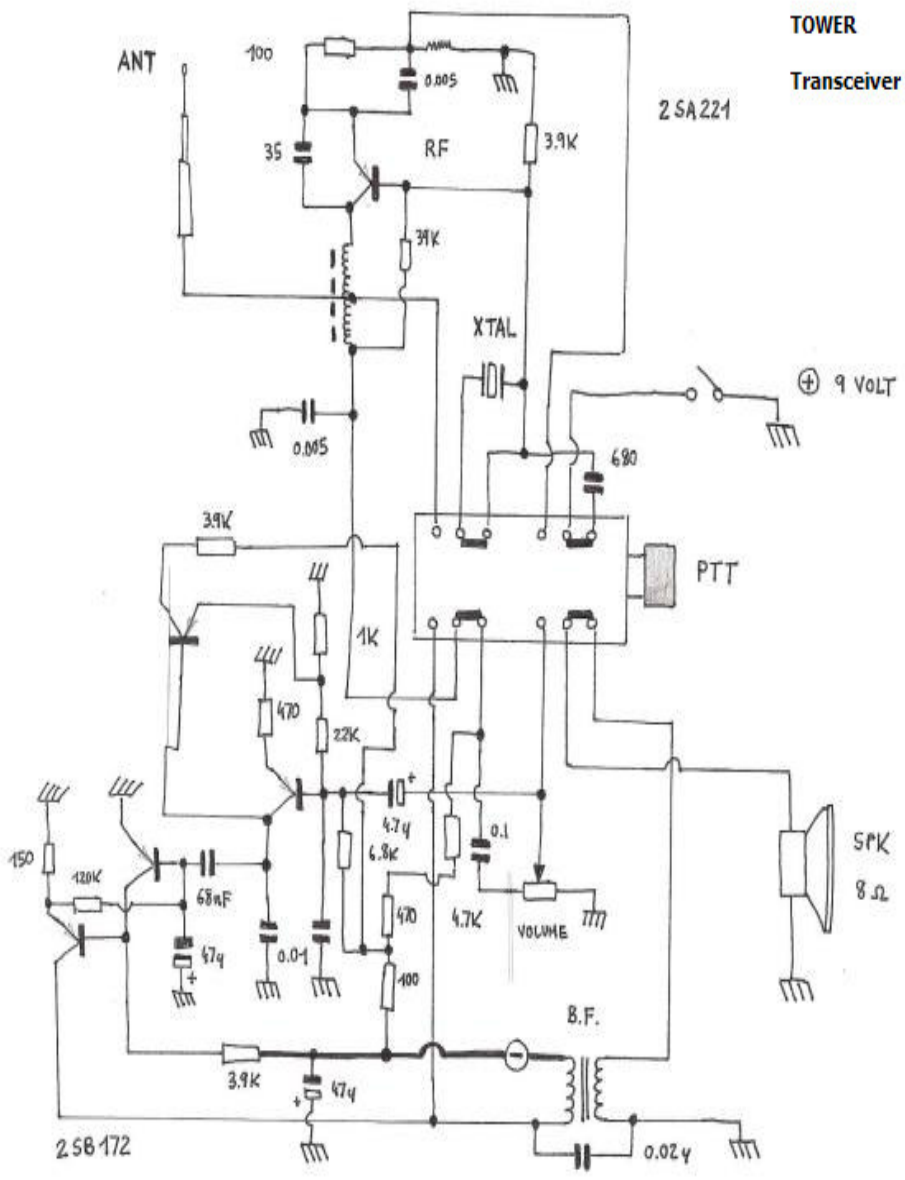 TOWER
Transceiver
ANT
100
0.005
2SA221
35
RF
3.9K
39K
XTAL
⊕ 9 VOLT
0.005
680
3.9K
PTT
1K
470
22K
+
4.7µ
6.8K
0.1
SPK
8Ω
150
120K
68nF
4.7K
VOLUME
470
47µ
+
0.01
100
B.F.
3.9K
47µ
+
-
2SB172
0.02µ